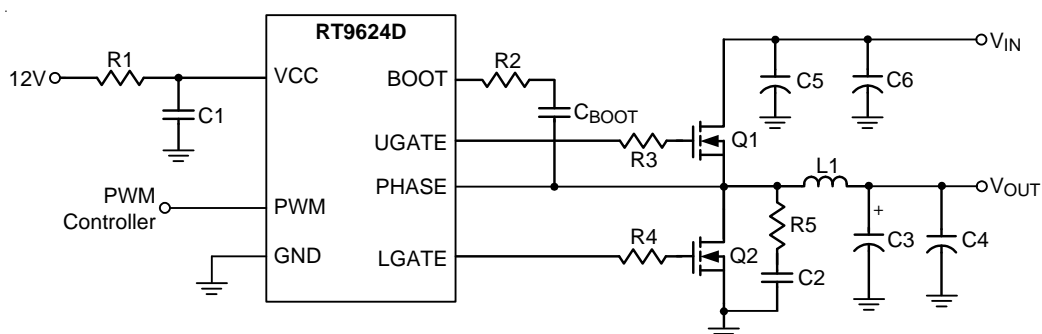 RT9624D
12V
R1
C1
VCC
BOOT
R2
C_BOOT
UGATE
R3
Q1
C5
C6
V_IN
PHASE
L1
V_OUT
PWM
Controller
PWM
R4
R5
+
C3
C4
GND
LGATE
Q2
C2